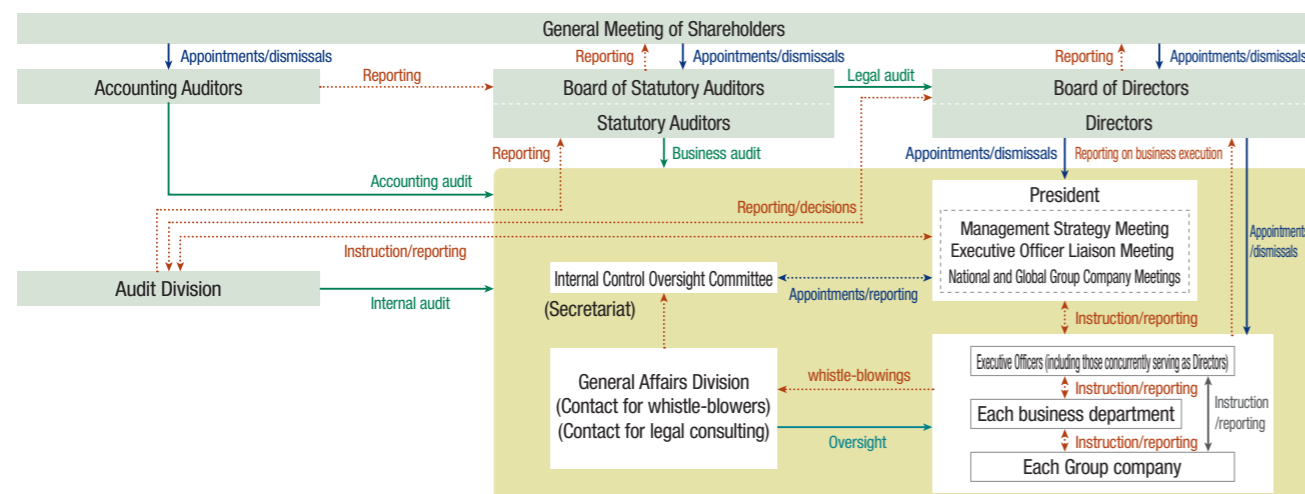 General Meeting of Shareholders
Appointments/dismissals
Reporting
Appointments/dismissals
Reporting
Appointments/dismissals
Accounting Auditors
Reporting
Board of Statutory Auditors
Legal audit
Board of Directors
Statutory Auditors
Directors
Reporting
Business audit
Appointments/dismissals
Reporting on business execution
Accounting audit
President
Reporting/decisions
Management Strategy Meeting
Executive Officer Liaison Meeting
National and Global Group Company Meetings
Appointments
/dismissals
Instruction/reporting
Audit Division
Internal audit
Internal Control Oversight Committee
(Secretariat)
Appointments/reporting
Instruction/reporting
Executive Officers (including those concurrently serving as Directors)
General Affairs Division
(Contact for whistle-blowers)
(Contact for legal consulting)
whistle-blowings
Oversight
Instruction/reporting
Each business department
Instruction
/reporting
Instruction/reporting
Each Group company